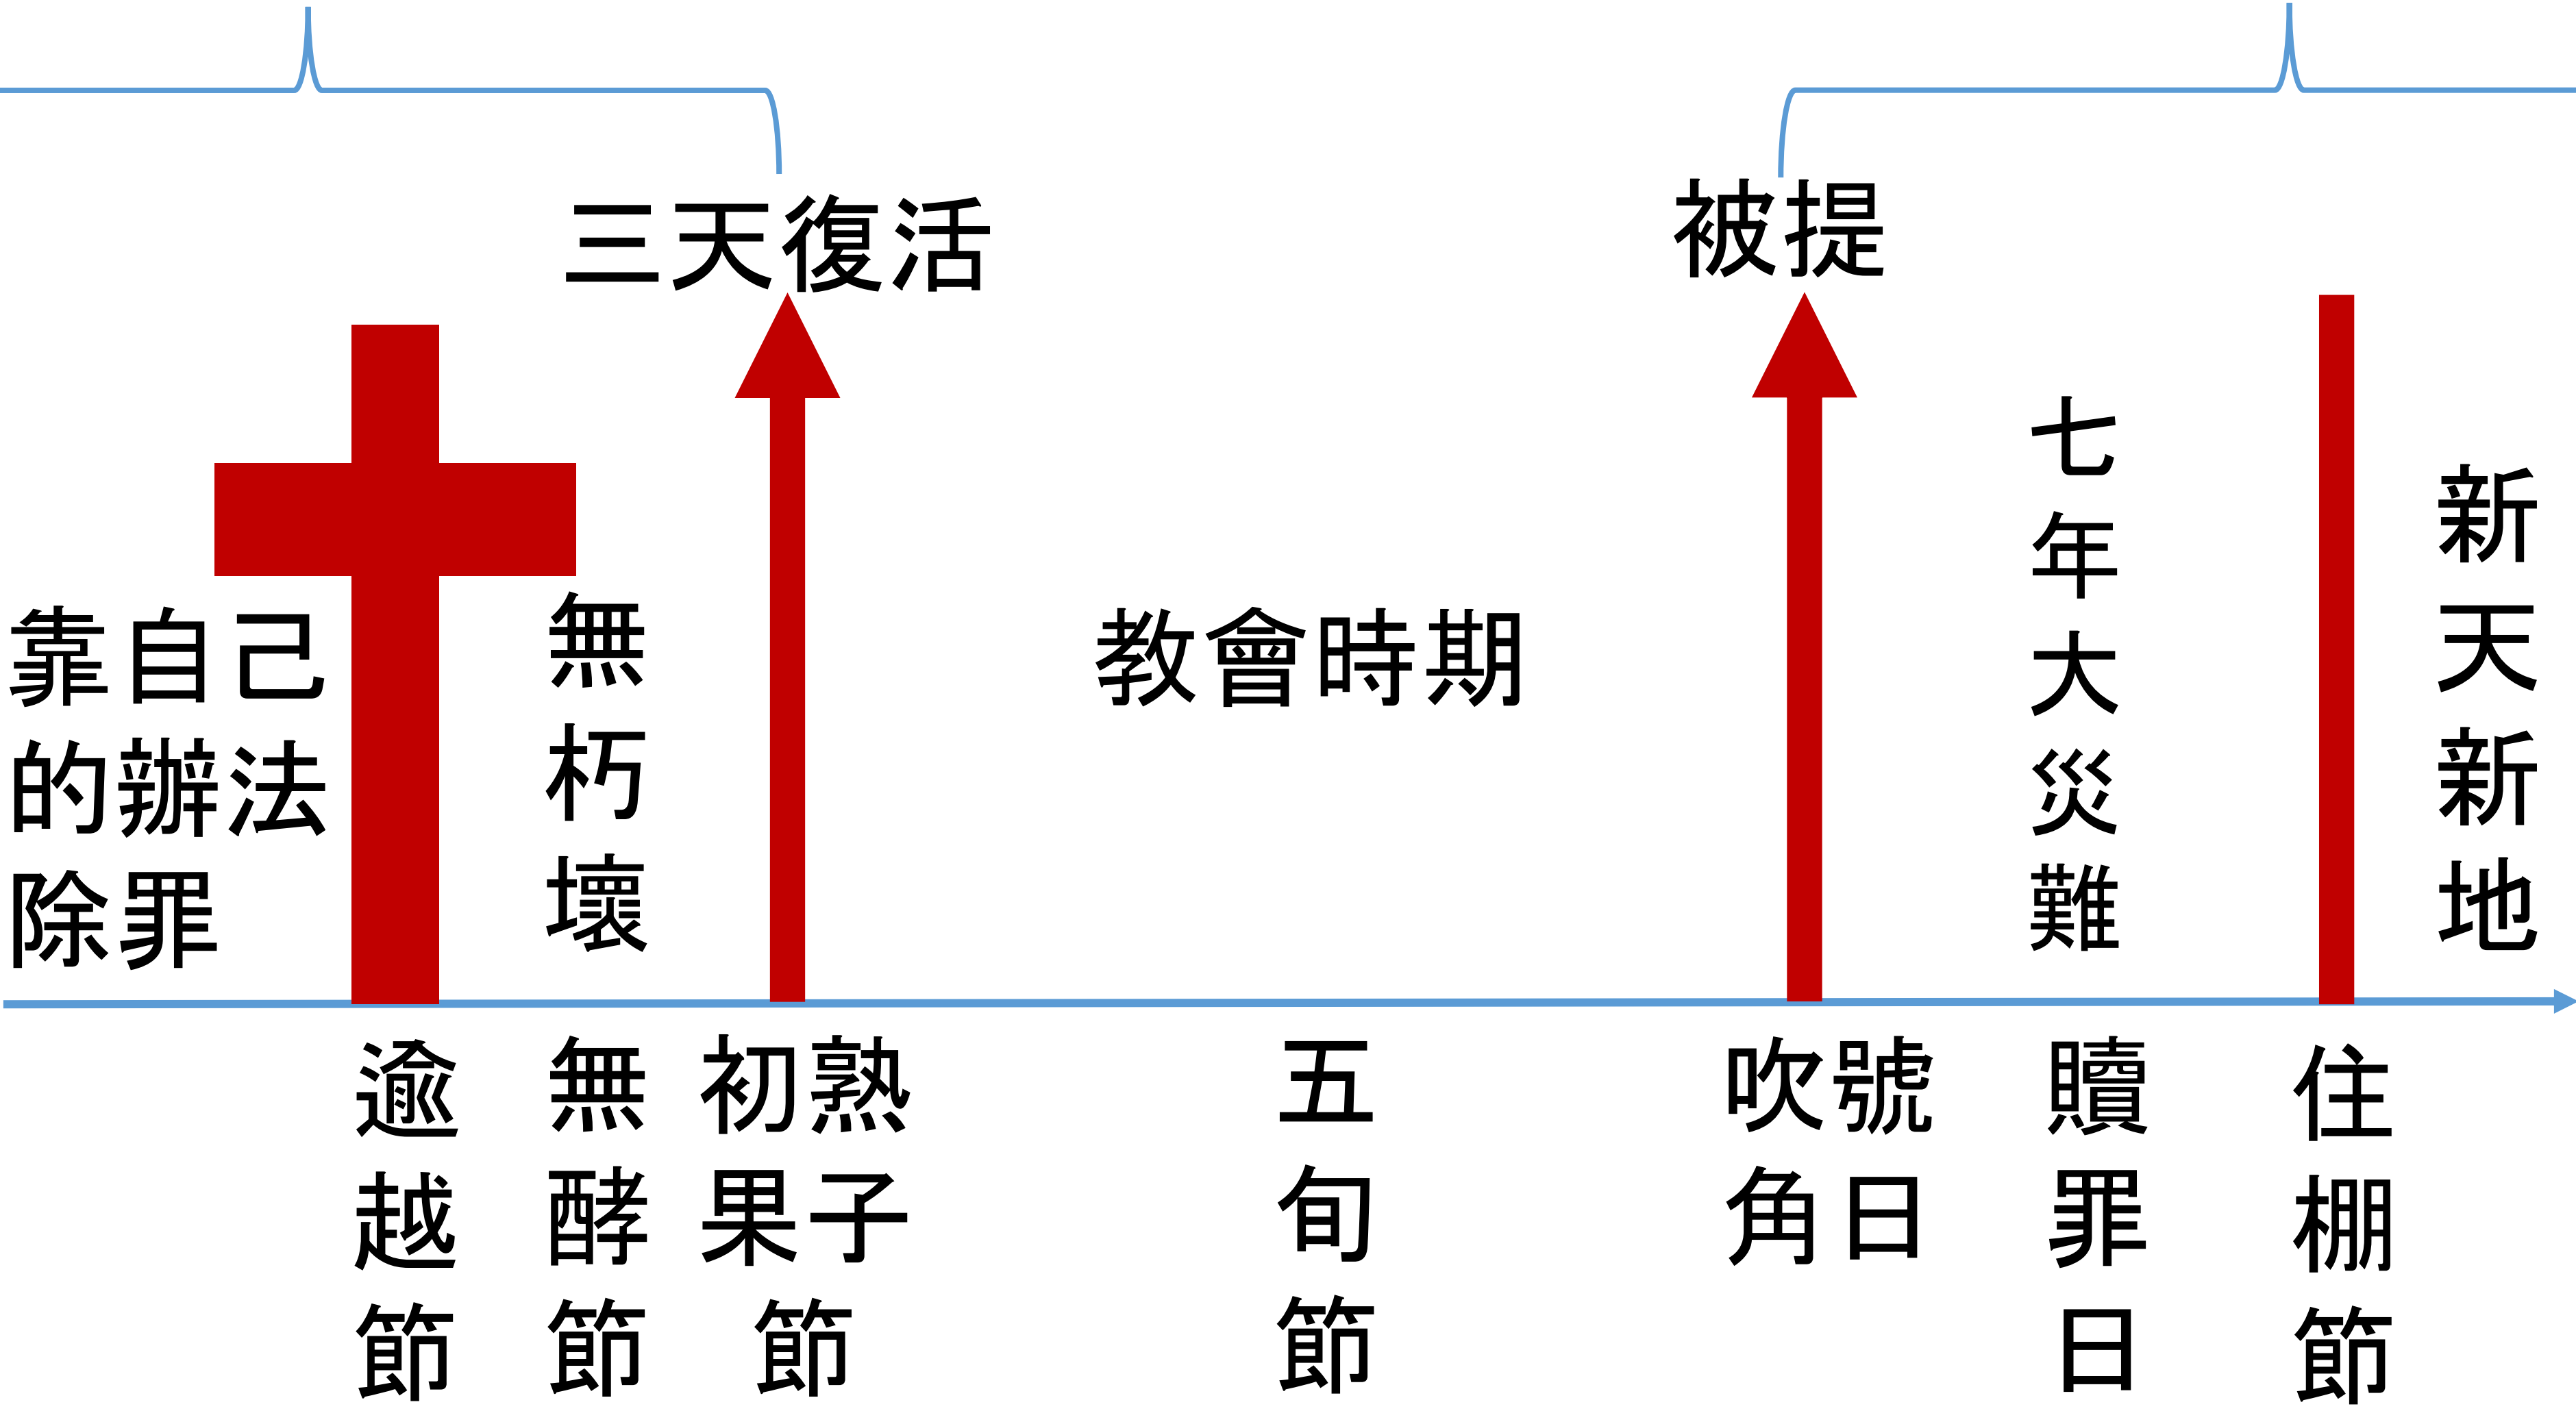 三天復活
被提
靠自己
的辦法
除罪
無朽壞
教會時期
七年大災難
新天新地
逾越節
無酵節
初熟
果子
節
五旬節
吹號
角日
贖罪日
住棚節